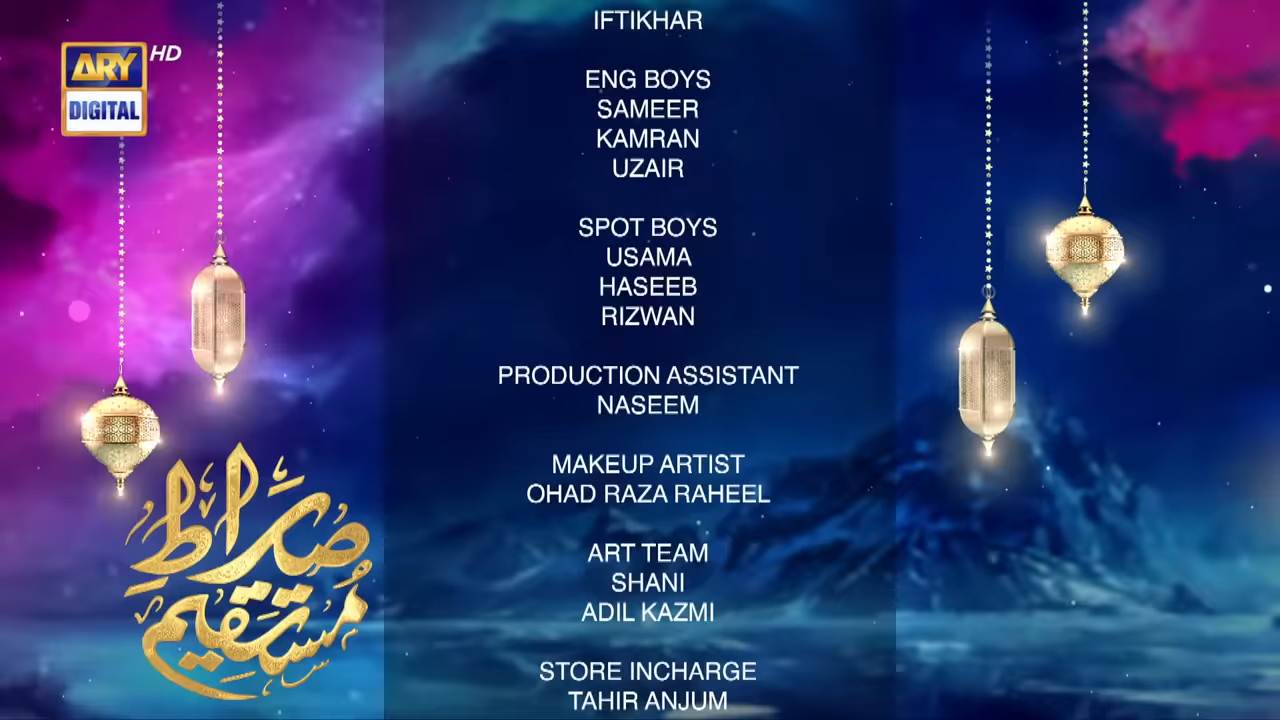 ARY
DIGITAL
HD
IFTIKHAR
ENG BOYS
SAMEER
KAMRAN
UZAIR
SPOT BOYS
USAMA
HASEEB
RIZWAN
PRODUCTION ASSISTANT
NASEEM
MAKEUP ARTIST
OHAD RAZA RAHEEL
ART TEAM
SHANI
ADIL KAZMI
STORE INCHARGE
TAHIR ANJUM
صراطِ
مُستقیم